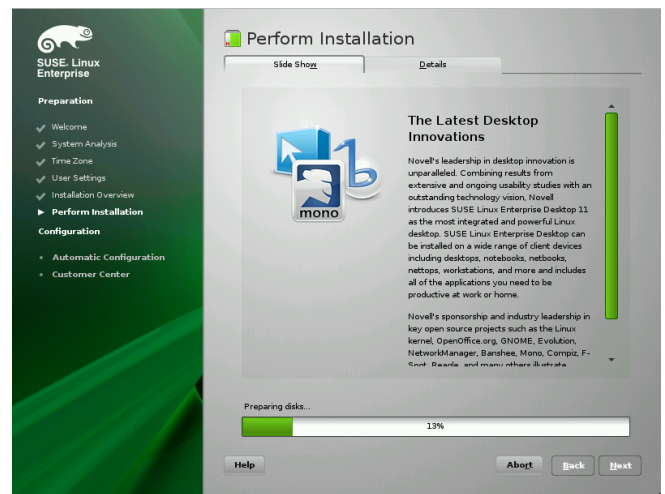 SUSE. Linux
Enterprise
Preparation
Welcome
System Analysis
Time Zone
User Settings
Installation Overview
Perform Installation
Configuration
Automatic Configuration
Customer Center
Perform Installation
Slide Show
Details
mono
The Latest Desktop
Innovations
Novell's leadership in desktop innovation is
unparalleled. Combining results from
extensive and ongoing usability studies with an
outstanding technology vision, Novell
introduces SUSE Linux Enterprise Desktop 11
as the most integrated and powerful Linux
desktop. SUSE Linux Enterprise Desktop can
be installed on a wide range of client devices
including desktops, notebooks, netbooks,
nettops, workstations, and more and includes
all of the applications you need to be
productive at work or home.
Novell's sponsorship and industry leadership in
key open source projects such as the Linux
kernel, OpenOffice.org, GNOME, Evolution,
NetworkManager, Banshee, Mono, Compiz, F-
Spot, Beagle, and many others illustrate
Preparing disks...
13%
Help
Abort
Back
Next